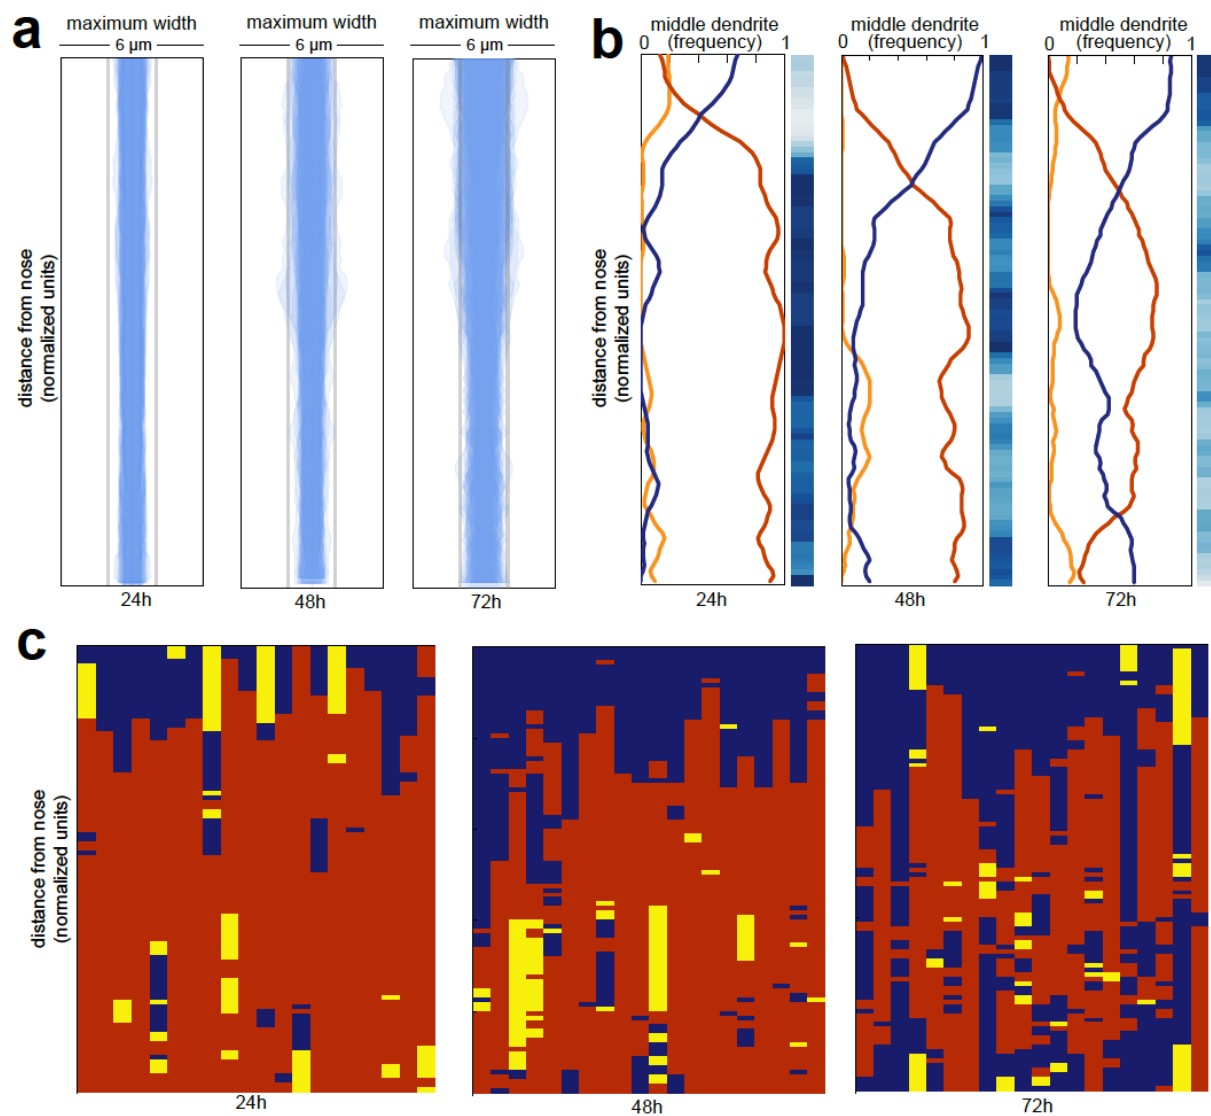 a
maximum width
6 µm
maximum width
6 µm
maximum width
6 µm
distance from nose
(normalized units)
24h
48h
72h
b
middle dendrite
(frequency)
0
1
middle dendrite
(frequency)
0
1
middle dendrite
(frequency)
0
1
distance from nose
(normalized units)
24h
48h
72h
c
distance from nose
(normalized units)
24h
48h
72h